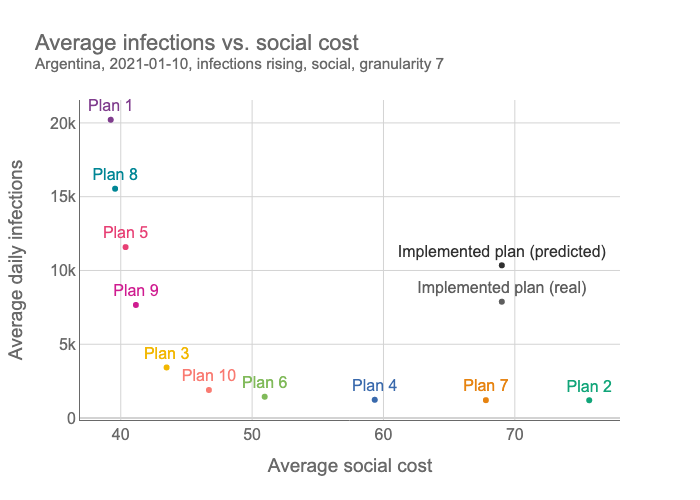 Average infections vs. social cost
Argentina, 2021-01-10, infections rising, social, granularity 7
Average daily infections
20k
15k
10k
5k
0
Plan 1
Plan 8
Plan 5
Implemented plan (predicted)
Implemented plan (real)
Plan 9
Plan 3
Plan 10
Plan 6
Plan 4
Plan 7
Plan 2
40
50
60
70
Average social cost